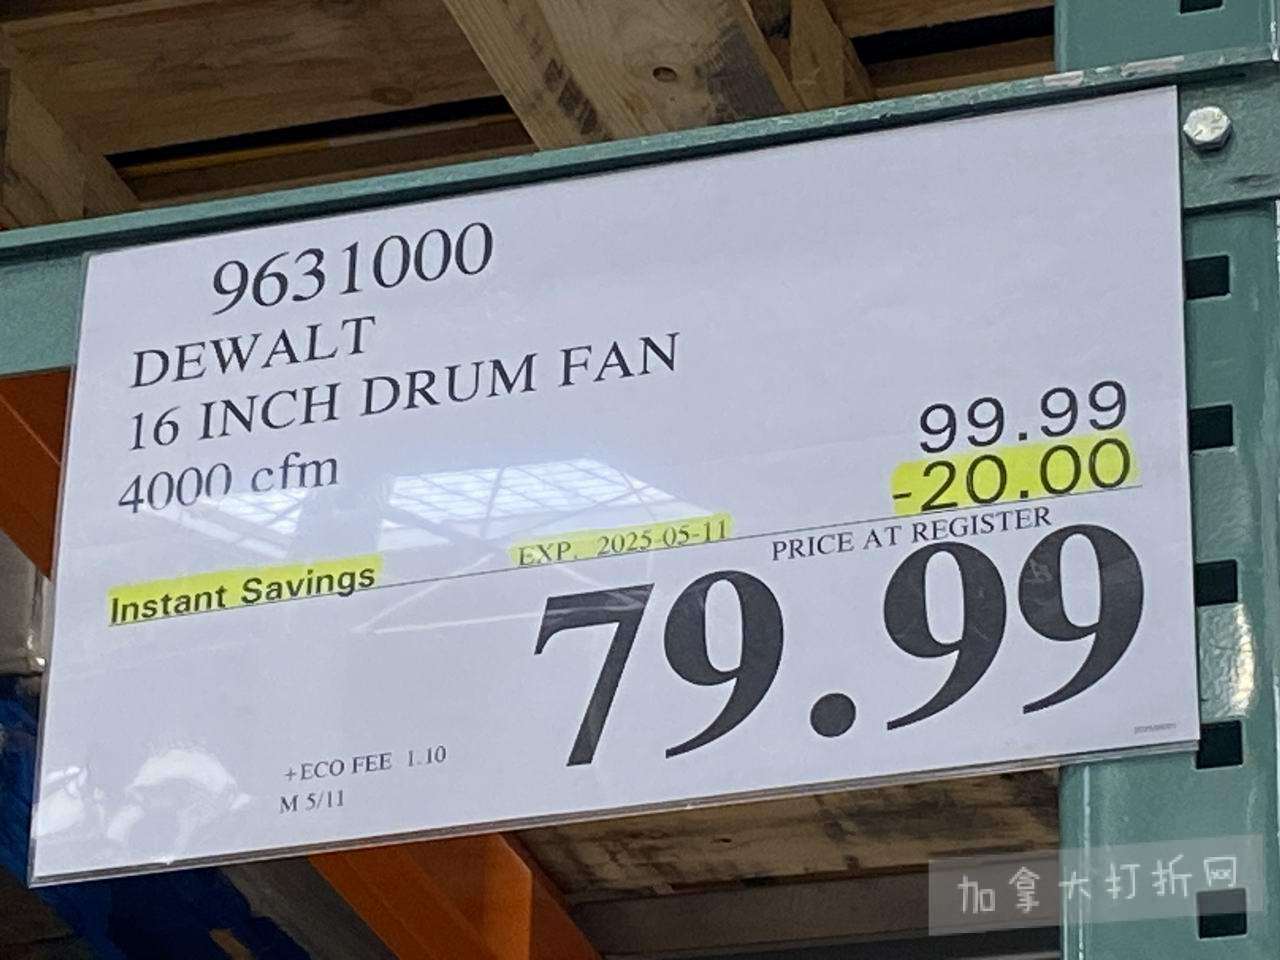 9631000
DEWALT
16 INCH DRUM FAN
4000 cfm
99.99
-20.00
Instant Savings
EXP. 2025-05-11
PRICE AT REGISTER
79.99
+ECO FEE 1.10
M 5/11
加拿大打折网